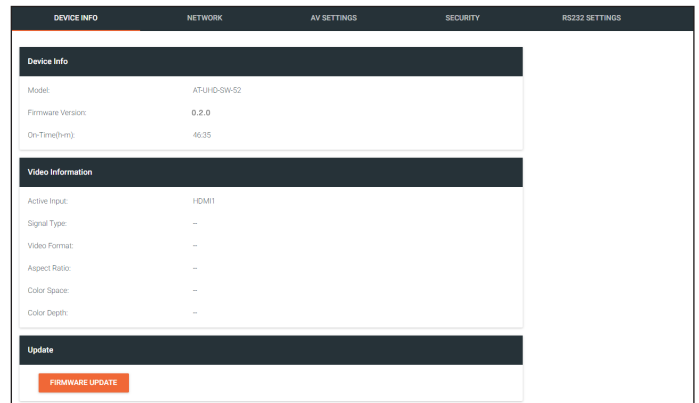 DEVICE INFO NETWORK AV SETTINGS SECURITY RS232 SETTINGS
Device Info
Model: AT-UHD-SW-52
Firmware Version: 0.2.0
On-Time(h-m): 46:35
Video Information
Active Input: HDMI1
Signal Type: --
Video Format: --
Aspect Ratio: --
Color Space: --
Color Depth: --
Update
FIRMWARE UPDATE